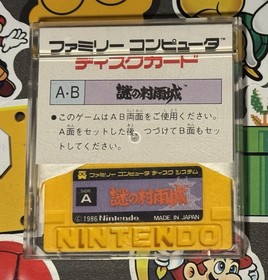 ファミリー コンピュータ™
ディスクカード
A・B 謎の村雨城
●このゲームはAB両面をご使用ください。
A面をセットした後、つづけてB面もセッ
トしてください。
ファミリー コンピュータ ディスク システム
SIDE
A
謎の村雨城
©1986 Nintendo
MADE IN JAPAN
NINTENDO